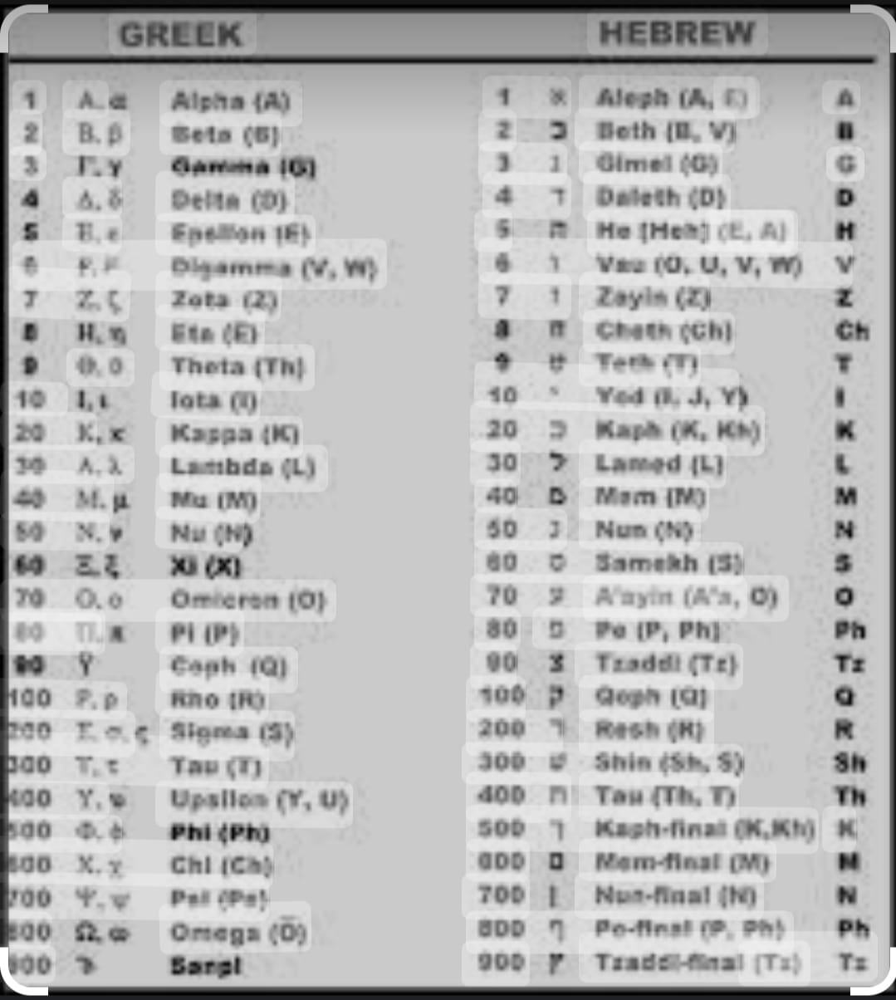 GREEK HEBREW
1 Α, α Alpha (A) 1 א Aleph (A, E) A
2 Β, β Beta (B) 2 ב Beth (B, V) B
3 Γ, γ Gamma (G) 3 ג Gimel (G) G
4 Δ, δ Delta (D) 4 ד Daleth (D) D
5 Ε, ε Epsilon (E) 5 ה He [Heh] (E, A) H
6 Digamma (V, W) 6 ו Vau (O, U, V, W) V
7 Ζ, ζ Zeta (Z) 7 ז Zayin (Z) Z
8 Η, η Eta (Ē) 8 ח Cheth (Ch) Ch
9 Θ, θ Theta (Th) 9 ט Teth (T) T
10 Ι, ι Iota (I) 10 י Yod (I, J, Y) I
20 Κ, κ Kappa (K) 20 כ Kaph (K, Kh) K
30 Λ, λ Lambda (L) 30 ל Lamed (L) L
40 Μ, μ Mu (M) 40 מ Mem (M) M
50 Ν, ν Nu (N) 50 נ Nun (N) N
60 Ξ, ξ Xi (X) 60 ס Samekh (S) S
70 Ο, ο Omicron (O) 70 ע A'ayin (A'a, O) O
80 Π, π Pi (P) 80 פ Pe (P, Ph) Ph
90 Coph (Q) 90 צ Tzaddi (Tz) Tz
100 Ρ, ρ Rho (R) 100 ק Qoph (Q) Q
200 Σ, σ, ς Sigma (S) 200 ר Resh (R) R
300 Τ, τ Tau (T) 300 ש Shin (Sh, S) Sh
400 Υ, υ Upsilon (Y, U) 400 ת Tau (Th, T) Th
500 Φ, φ Phi (Ph) 500 ך Kaph-final (K,Kh) K
600 Χ, χ Chi (Ch) 600 ם Mem-final (M) M
700 Ψ, ψ Psi (Ps) 700 ן Nun-final (N) N
800 Ω, ω Omega (Ō) 800 ף Pe-final (P, Ph) Ph
900 ϡ Sanpi 900 ץ Tzaddi-final (Tz) Tz